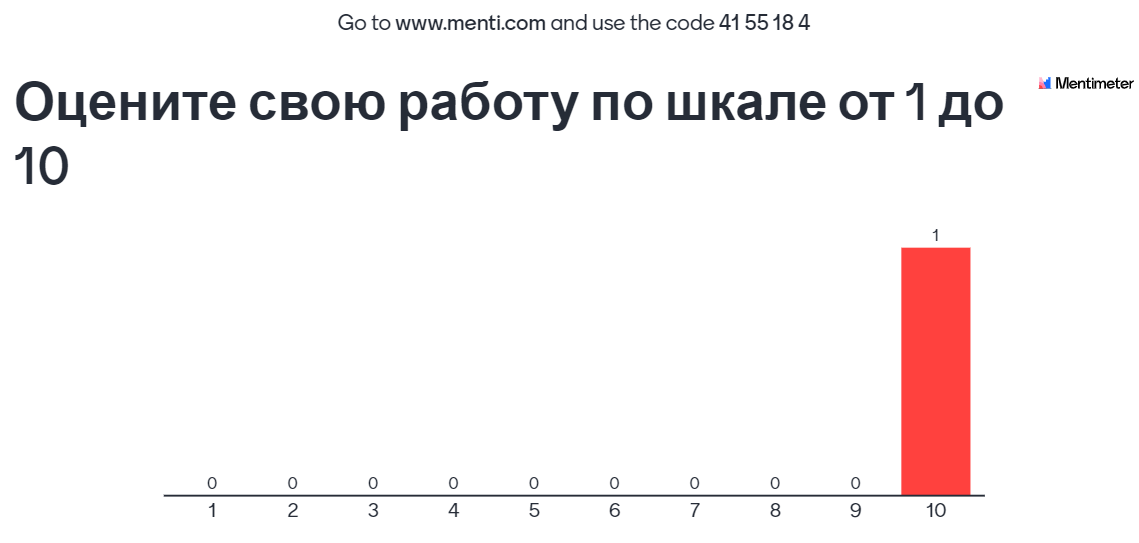 Go to www.menti.com and use the code 41 55 18 4
Оцените свою работу по шкале от 1 до
10
Mentimeter
1
0 0 0 0 0 0 0 0 0
1 2 3 4 5 6 7 8 9 10